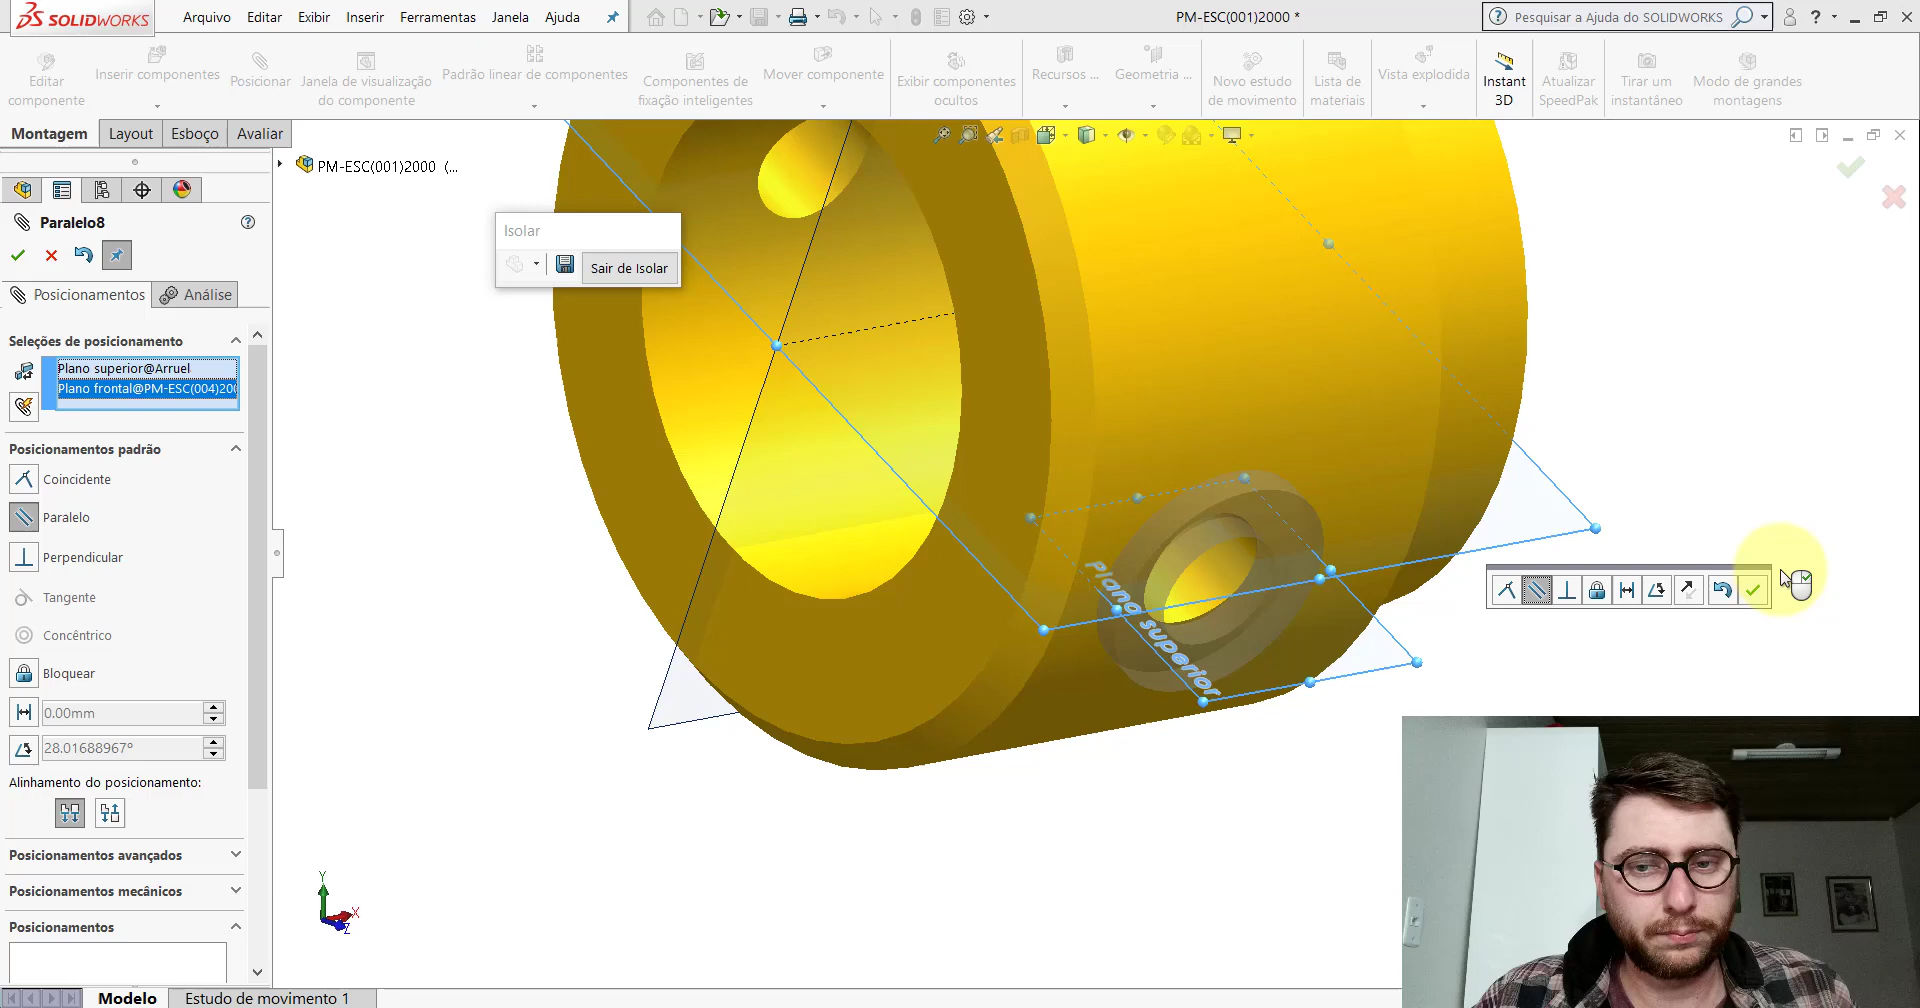 SOLIDWORKS
Arquivo Editar Exibir Inserir Ferramentas Janela Ajuda
PM-ESC(001)2000 *
Pesquisar a Ajuda do SOLIDWORKS
Editar componente
Inserir componentes
Posicionar
Janela de visualização do componente
Padrão linear de componentes
Componentes de fixação inteligentes
Mover componente
Exibir componentes ocultos
Recursos ...
Geometria ...
Novo estudo de movimento
Lista de materiais
Vista explodida
Instant 3D
Atualizar SpeedPak
Tirar um instantâneo
Modo de grandes montagens
Montagem Layout Esboço Avaliar
PM-ESC(001)2000 (...
Paralelo8
Posicionamentos Análise
Seleções de posicionamento
Plano superior@Arruel
Plano frontal@PM-ESC(004)200
Posicionamentos padrão
Coincidente
Paralelo
Perpendicular
Tangente
Concêntrico
Bloquear
0.00mm
28.01688967°
Alinhamento do posicionamento:
Posicionamentos avançados
Posicionamentos mecânicos
Posicionamentos
Isolar
Sair de Isolar
Plano superior
Y
X
Z
Modelo Estudo de movimento 1